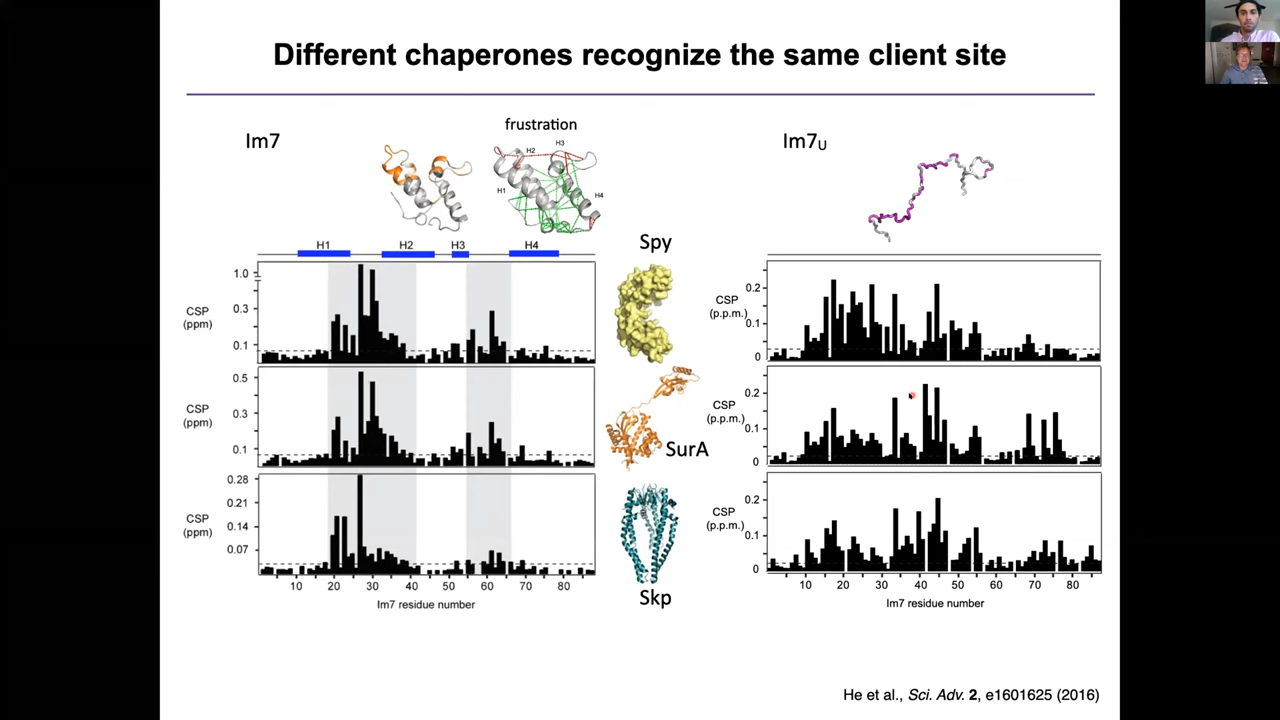 Different chaperones recognize the same client site
Im7
frustration
H2
H3
H1
H4
Im7U
H1
H2
H3
H4
Spy
SurA
Skp
1.0
0.3
0.1
CSP
(ppm)
0.5
0.3
0.1
CSP
(ppm)
0.28
0.21
0.14
0.07
CSP
(ppm)
10 20 30 40 50 60 70 80
Im7 residue number
0.2
0.1
0
CSP
(p.p.m.)
0.2
0.1
0
CSP
(p.p.m.)
0.2
0.1
0
CSP
(p.p.m.)
10 20 30 40 50 60 70 80
Im7 residue number
He et al., Sci. Adv. 2, e1601625 (2016)